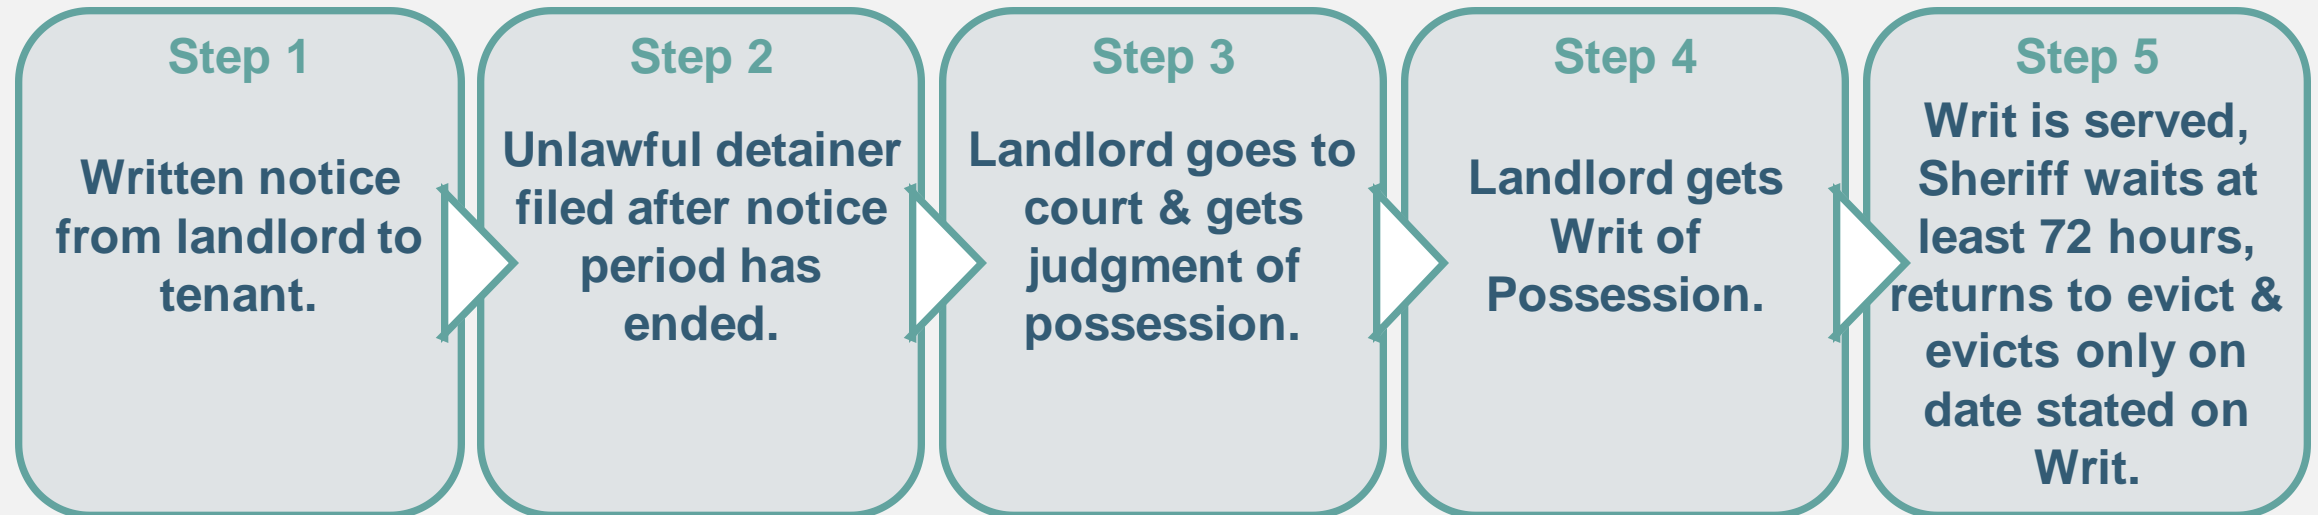 Step 1
Written notice
from landlord to
tenant.
Step 2
Unlawful detainer
filed after notice
period has
ended.
Step 3
Landlord goes to
court & gets
judgment of
possession.
Step 4
Landlord gets
Writ of
Possession.
Step 5
Writ is served,
Sheriff waits at
least 72 hours,
returns to evict &
evicts only on
date stated on
Writ.